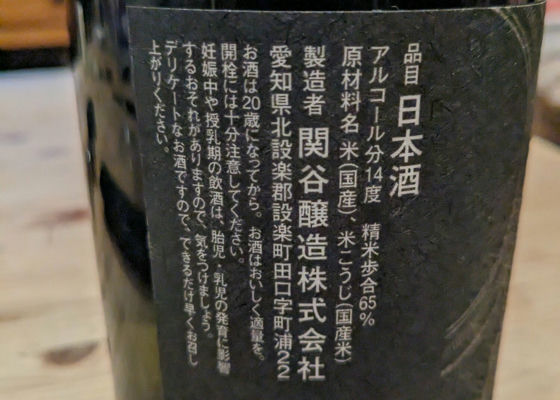 品目 日本酒
アルコール分14度 精米歩合65%
原材料名 米(国産)、米こうじ(国産米)
製造者 関谷醸造株式会社
愛知県北設楽郡設楽町田口字町浦22
お酒は20歳になってから。お酒はおいしく適量を。
開栓には十分注意してください。
妊娠中や授乳期の飲酒は、胎児・乳児の発育に影響
するおそれがありますので、気をつけましょう。
デリケートなお酒ですので、できるだけ早くお召し
上がりください。